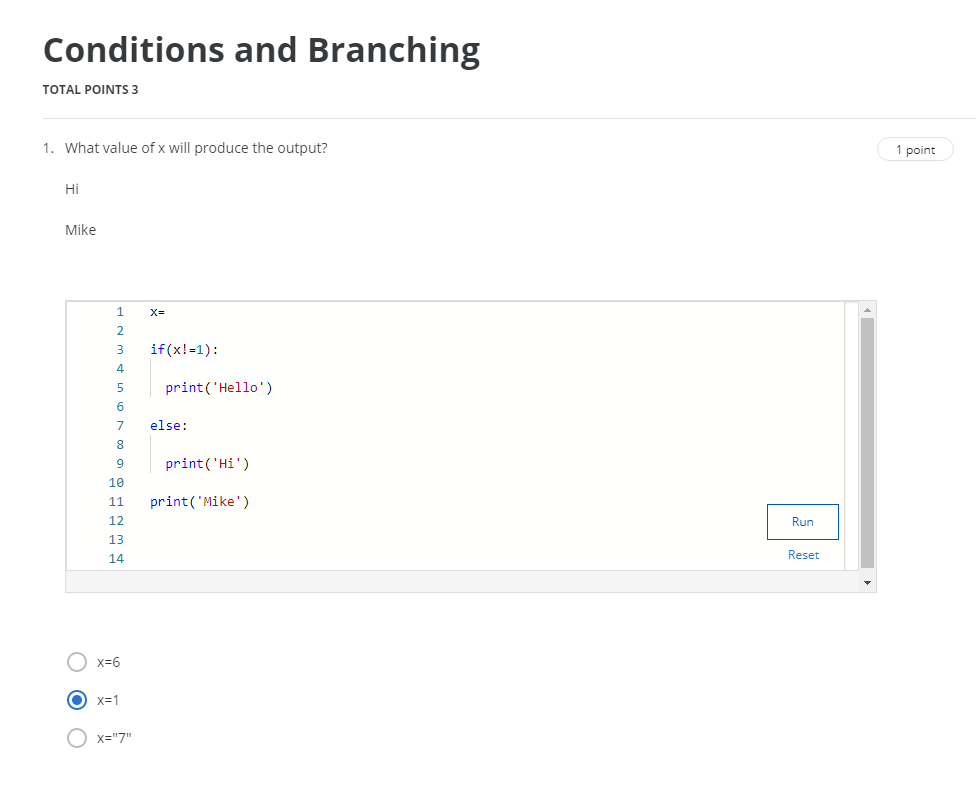 Conditions and Branching
TOTAL POINTS 3
1. What value of x will produce the output?
1 point
Hi
Mike
1 x=
2
3 if(x!=1):
4
5 print('Hello')
6
7 else:
8
9 print('Hi')
10
11 print('Mike')
12
13
14
Run
Reset
x=6
x=1
x="7"